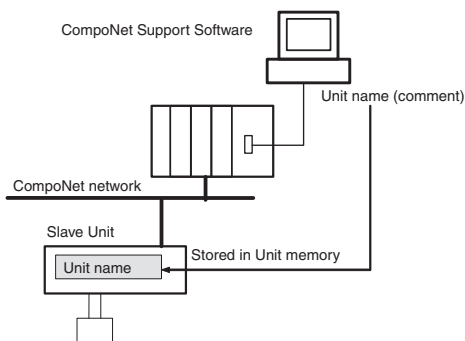 CompoNet Support Software
Unit name (comment)
CompoNet network
Slave Unit
Stored in Unit memory
Unit name